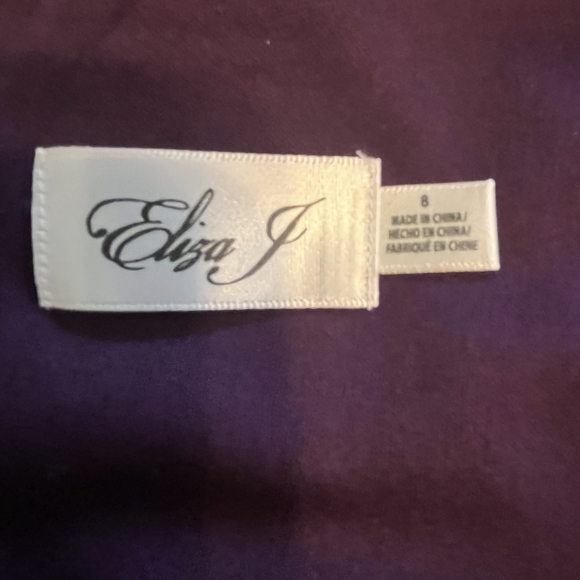 Eliza J
8
MADE IN CHINA/
HECHO EN CHINA/
FABRIQUÉ EN CHINE